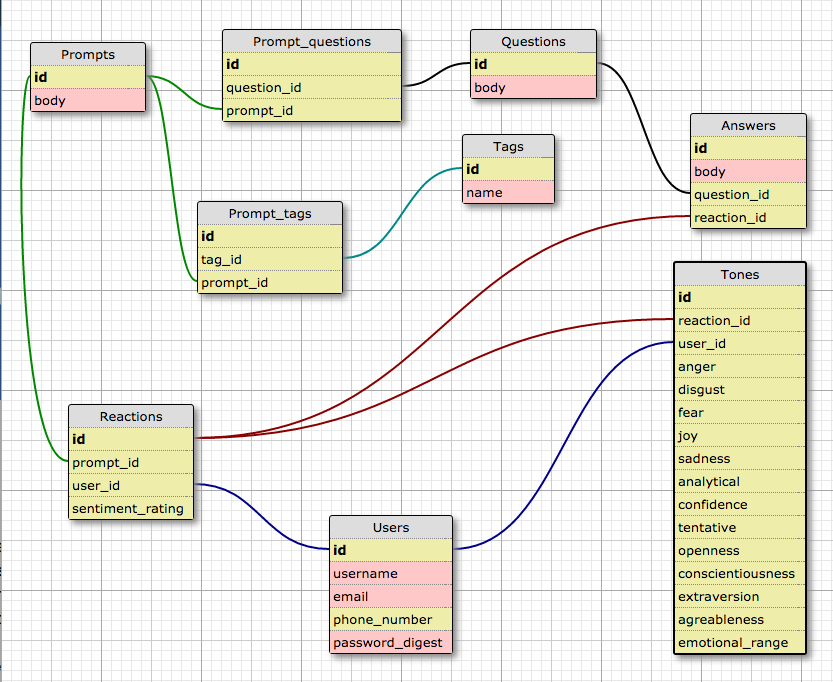 Prompts
id
body
Prompt_questions
id
question_id
prompt_id
Questions
id
body
Answers
id
body
question_id
reaction_id
Tags
id
name
Prompt_tags
id
tag_id
prompt_id
Tones
id
reaction_id
user_id
anger
disgust
fear
joy
sadness
analytical
confidence
tentative
openness
conscientiousness
extraversion
agreableness
emotional_range
Reactions
id
prompt_id
user_id
sentiment_rating
Users
id
username
email
phone_number
password_digest